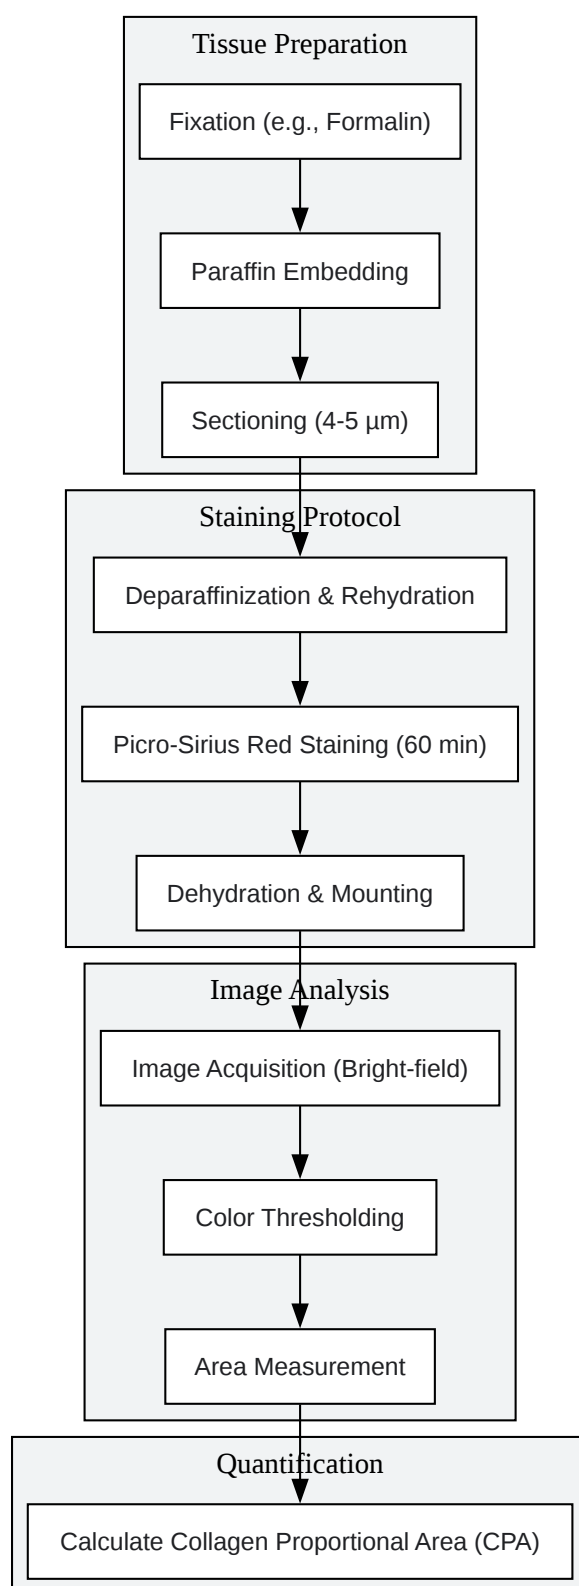 Tissue Preparation
Fixation (e.g., Formalin)
Paraffin Embedding
Sectioning (4-5 µm)
Staining Protocol
Deparaffinization & Rehydration
Picro-Sirius Red Staining (60 min)
Dehydration & Mounting
Image Analysis
Image Acquisition (Bright-field)
Color Thresholding
Area Measurement
Quantification
Calculate Collagen Proportional Area (CPA)